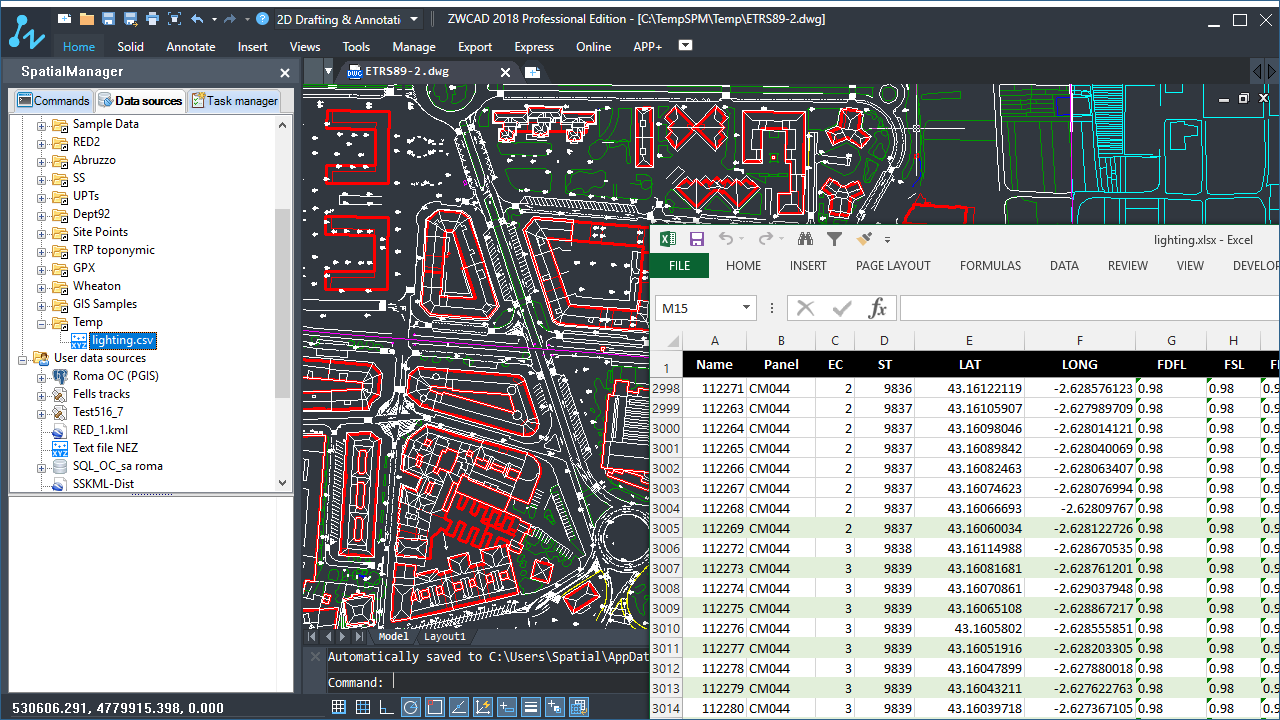 2D Drafting & Annotati
ZWCAD 2018 Professional Edition - [C:\TempSPM\Temp\ETRS89-2.dwg]
Home Solid Annotate Insert Views Tools Manage Export Express Online APP+
SpatialManager
ETRS89-2.dwg
Commands Data sources Task manager
Sample Data
RED2
Abruzzo
SS
UPTs
Dept92
Site Points
TRP toponymic
GPX
Wheaton
GIS Samples
Temp
lighting.csv
User data sources
Roma OC (PGIS)
Fells tracks
Test516_7
RED_1.kml
Text file NEZ
SQL_OC_sa roma
SSKML-Dist
Model Layout1
Automatically saved to C:\Users\Spatial\AppDat
Command:
530606.291, 4779915.398, 0.000
lighting.xlsx - Excel
FILE HOME INSERT PAGE LAYOUT FORMULAS DATA REVIEW VIEW DEVELOP
M15 fx
A B C D E F G H
1 Name Panel EC ST LAT LONG FDFL FSL
2998 112271 CM044 2 9836 43.16122119 -2.628576123 0.98 0.98
2999 112263 CM044 2 9837 43.16105907 -2.627989709 0.98 0.98
3000 112264 CM044 2 9837 43.16098046 -2.628014121 0.98 0.98
3001 112265 CM044 2 9837 43.16089842 -2.628040069 0.98 0.98
3002 112266 CM044 2 9837 43.16082463 -2.628063407 0.98 0.98
3003 112267 CM044 2 9837 43.16074623 -2.628076994 0.98 0.98
3004 112268 CM044 2 9837 43.16066693 -2.62809767 0.98 0.98
3005 112269 CM044 2 9837 43.16060034 -2.628122726 0.98 0.98
3006 112272 CM044 3 9838 43.16114988 -2.628670535 0.98 0.98
3007 112273 CM044 3 9839 43.16081681 -2.628761201 0.98 0.98
3008 112274 CM044 3 9839 43.16070861 -2.629037948 0.98 0.98
3009 112275 CM044 3 9839 43.16065108 -2.628867217 0.98 0.98
3010 112276 CM044 3 9839 43.1605802 -2.628555851 0.98 0.98
3011 112277 CM044 3 9839 43.16051916 -2.628203305 0.98 0.98
3012 112278 CM044 3 9839 43.16047899 -2.627880018 0.98 0.98
3013 112279 CM044 3 9839 43.16043211 -2.627622763 0.98 0.98
3014 112280 CM044 3 9839 43.16039718 -2.627367105 0.98 0.98